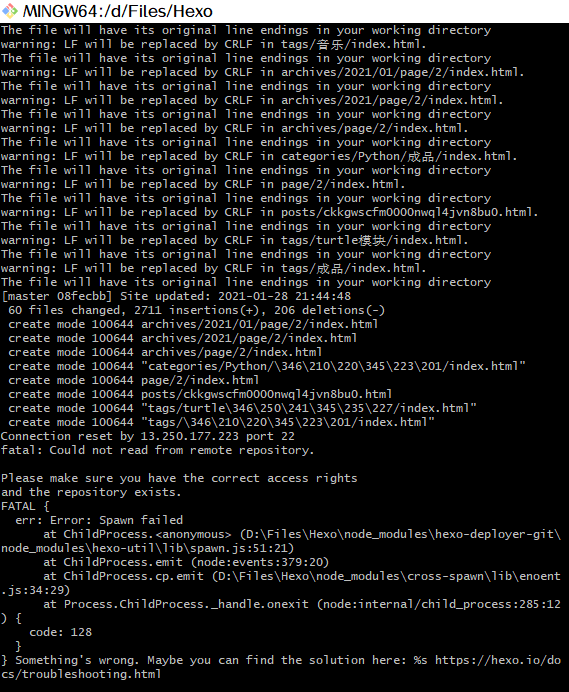 MINGW64:/d/Files/Hexo
The file will have its original line endings in your working directory
warning: LF will be replaced by CRLF in tags/音乐/index.html.
The file will have its original line endings in your working directory
warning: LF will be replaced by CRLF in archives/2021/01/page/2/index.html.
The file will have its original line endings in your working directory
warning: LF will be replaced by CRLF in archives/2021/page/2/index.html.
The file will have its original line endings in your working directory
warning: LF will be replaced by CRLF in archives/page/2/index.html.
The file will have its original line endings in your working directory
warning: LF will be replaced by CRLF in categories/Python/成品/index.html.
The file will have its original line endings in your working directory
warning: LF will be replaced by CRLF in page/2/index.html.
The file will have its original line endings in your working directory
warning: LF will be replaced by CRLF in posts/ckkgwscfm0000nwql4jvn8bu0.html.
The file will have its original line endings in your working directory
warning: LF will be replaced by CRLF in tags/turtle模块/index.html.
The file will have its original line endings in your working directory
warning: LF will be replaced by CRLF in tags/成品/index.html.
The file will have its original line endings in your working directory
[master 08fecbb] Site updated: 2021-01-28 21:44:48
 60 files changed, 2711 insertions(+), 206 deletions(-)
 create mode 100644 archives/2021/01/page/2/index.html
 create mode 100644 archives/2021/page/2/index.html
 create mode 100644 archives/page/2/index.html
 create mode 100644 "categories/Python/\346\210\220\345\223\201/index.html"
 create mode 100644 page/2/index.html
 create mode 100644 posts/ckkgwscfm0000nwql4jvn8bu0.html
 create mode 100644 "tags/turtle\346\250\241\345\235\227/index.html"
 create mode 100644 "tags/\346\210\220\345\223\201/index.html"
Connection reset by 13.250.177.223 port 22
fatal: Could not read from remote repository.

Please make sure you have the correct access rights
and the repository exists.
FATAL {
  err: Error: Spawn failed
      at ChildProcess.<anonymous> (D:\Files\Hexo\node_modules\hexo-deployer-git\
node_modules\hexo-util\lib\spawn.js:51:21)
      at ChildProcess.emit (node:events:379:20)
      at ChildProcess.cp.emit (D:\Files\Hexo\node_modules\cross-spawn\lib\enoent
.js:34:29)
      at Process.ChildProcess._handle.onexit (node:internal/child_process:285:12
) {
    code: 128
  }
} Something's wrong. Maybe you can find the solution here: %s https://hexo.io/do
cs/troubleshooting.html